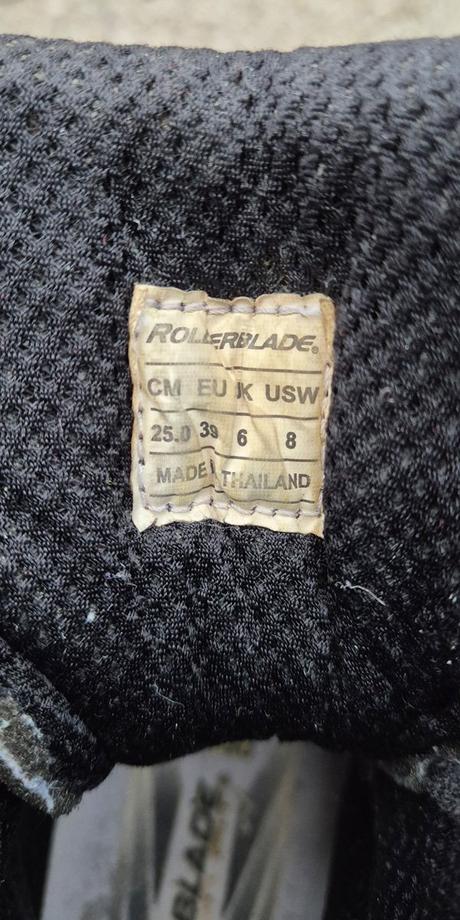 ROLLERBLADE®
CM EU UK USW
25.0 39 6 8
MADE IN THAILAND
BLADE.